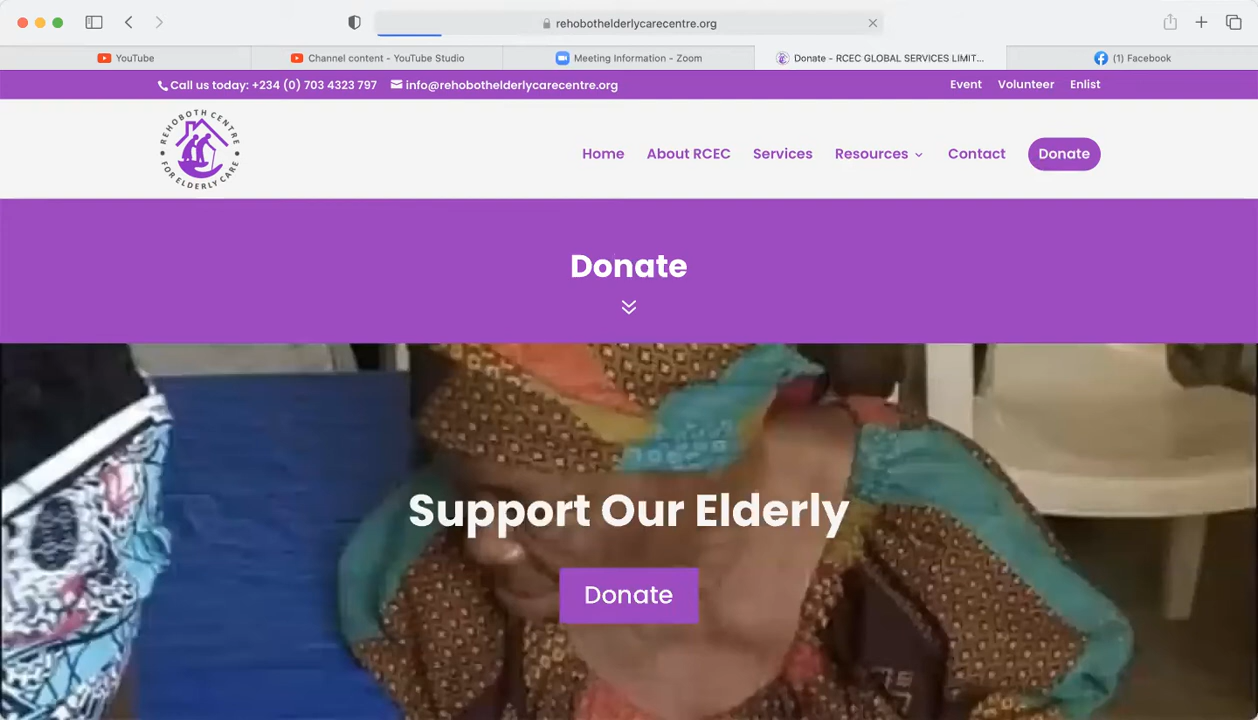 rehobothelderlycarecentre.org
YouTube
Channel content - YouTube Studio
Meeting Information - Zoom
Donate - RCEC GLOBAL SERVICES LIMIT...
(1) Facebook
Call us today: +234 (0) 703 4323 797
info@rehobothelderlycarecentre.org
Event
Volunteer
Enlist
REHOBOTH CENTRE
FOR ELDERLY CARE
Home
About RCEC
Services
Resources
Contact
Donate
Donate
Support Our Elderly
Donate